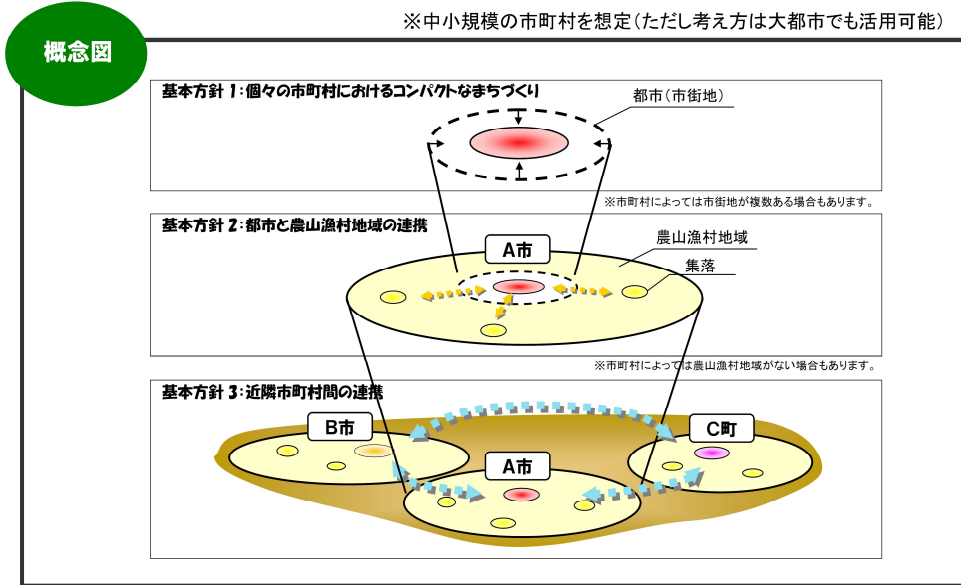 ※中小規模の市町村を想定（ただし考え方は大都市でも活用可能）
概念図
基本方針 1：個々の市町村におけるコンパクトなまちづくり
都市（市街地）
※市町村によっては市街地が複数ある場合もあります。
基本方針 2：都市と農山漁村地域の連携
A市
農山漁村地域
集落
※市町村によっては農山漁村地域がない場合もあります。
基本方針 3：近隣市町村間の連携
B市
C町
A市